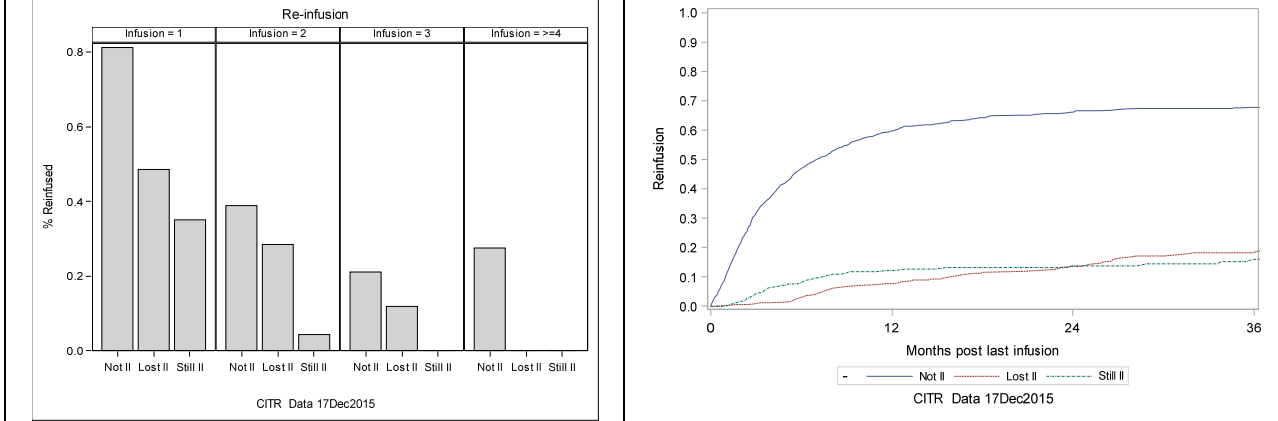 Re-infusion
Infusion = 1 Infusion = 2 Infusion = 3 Infusion = >=4
% Reinfused
0.8
0.6
0.4
0.2
0.0
Not II Lost II Still II Not II Lost II Still II Not II Lost II Still II Not II Lost II Still II
CITR Data 17Dec2015
Reinfusion
1.0
0.9
0.8
0.7
0.6
0.5
0.4
0.3
0.2
0.1
0.0
0 12 24 36
Months post last infusion
- Not II Lost II Still II
CITR Data 17Dec2015